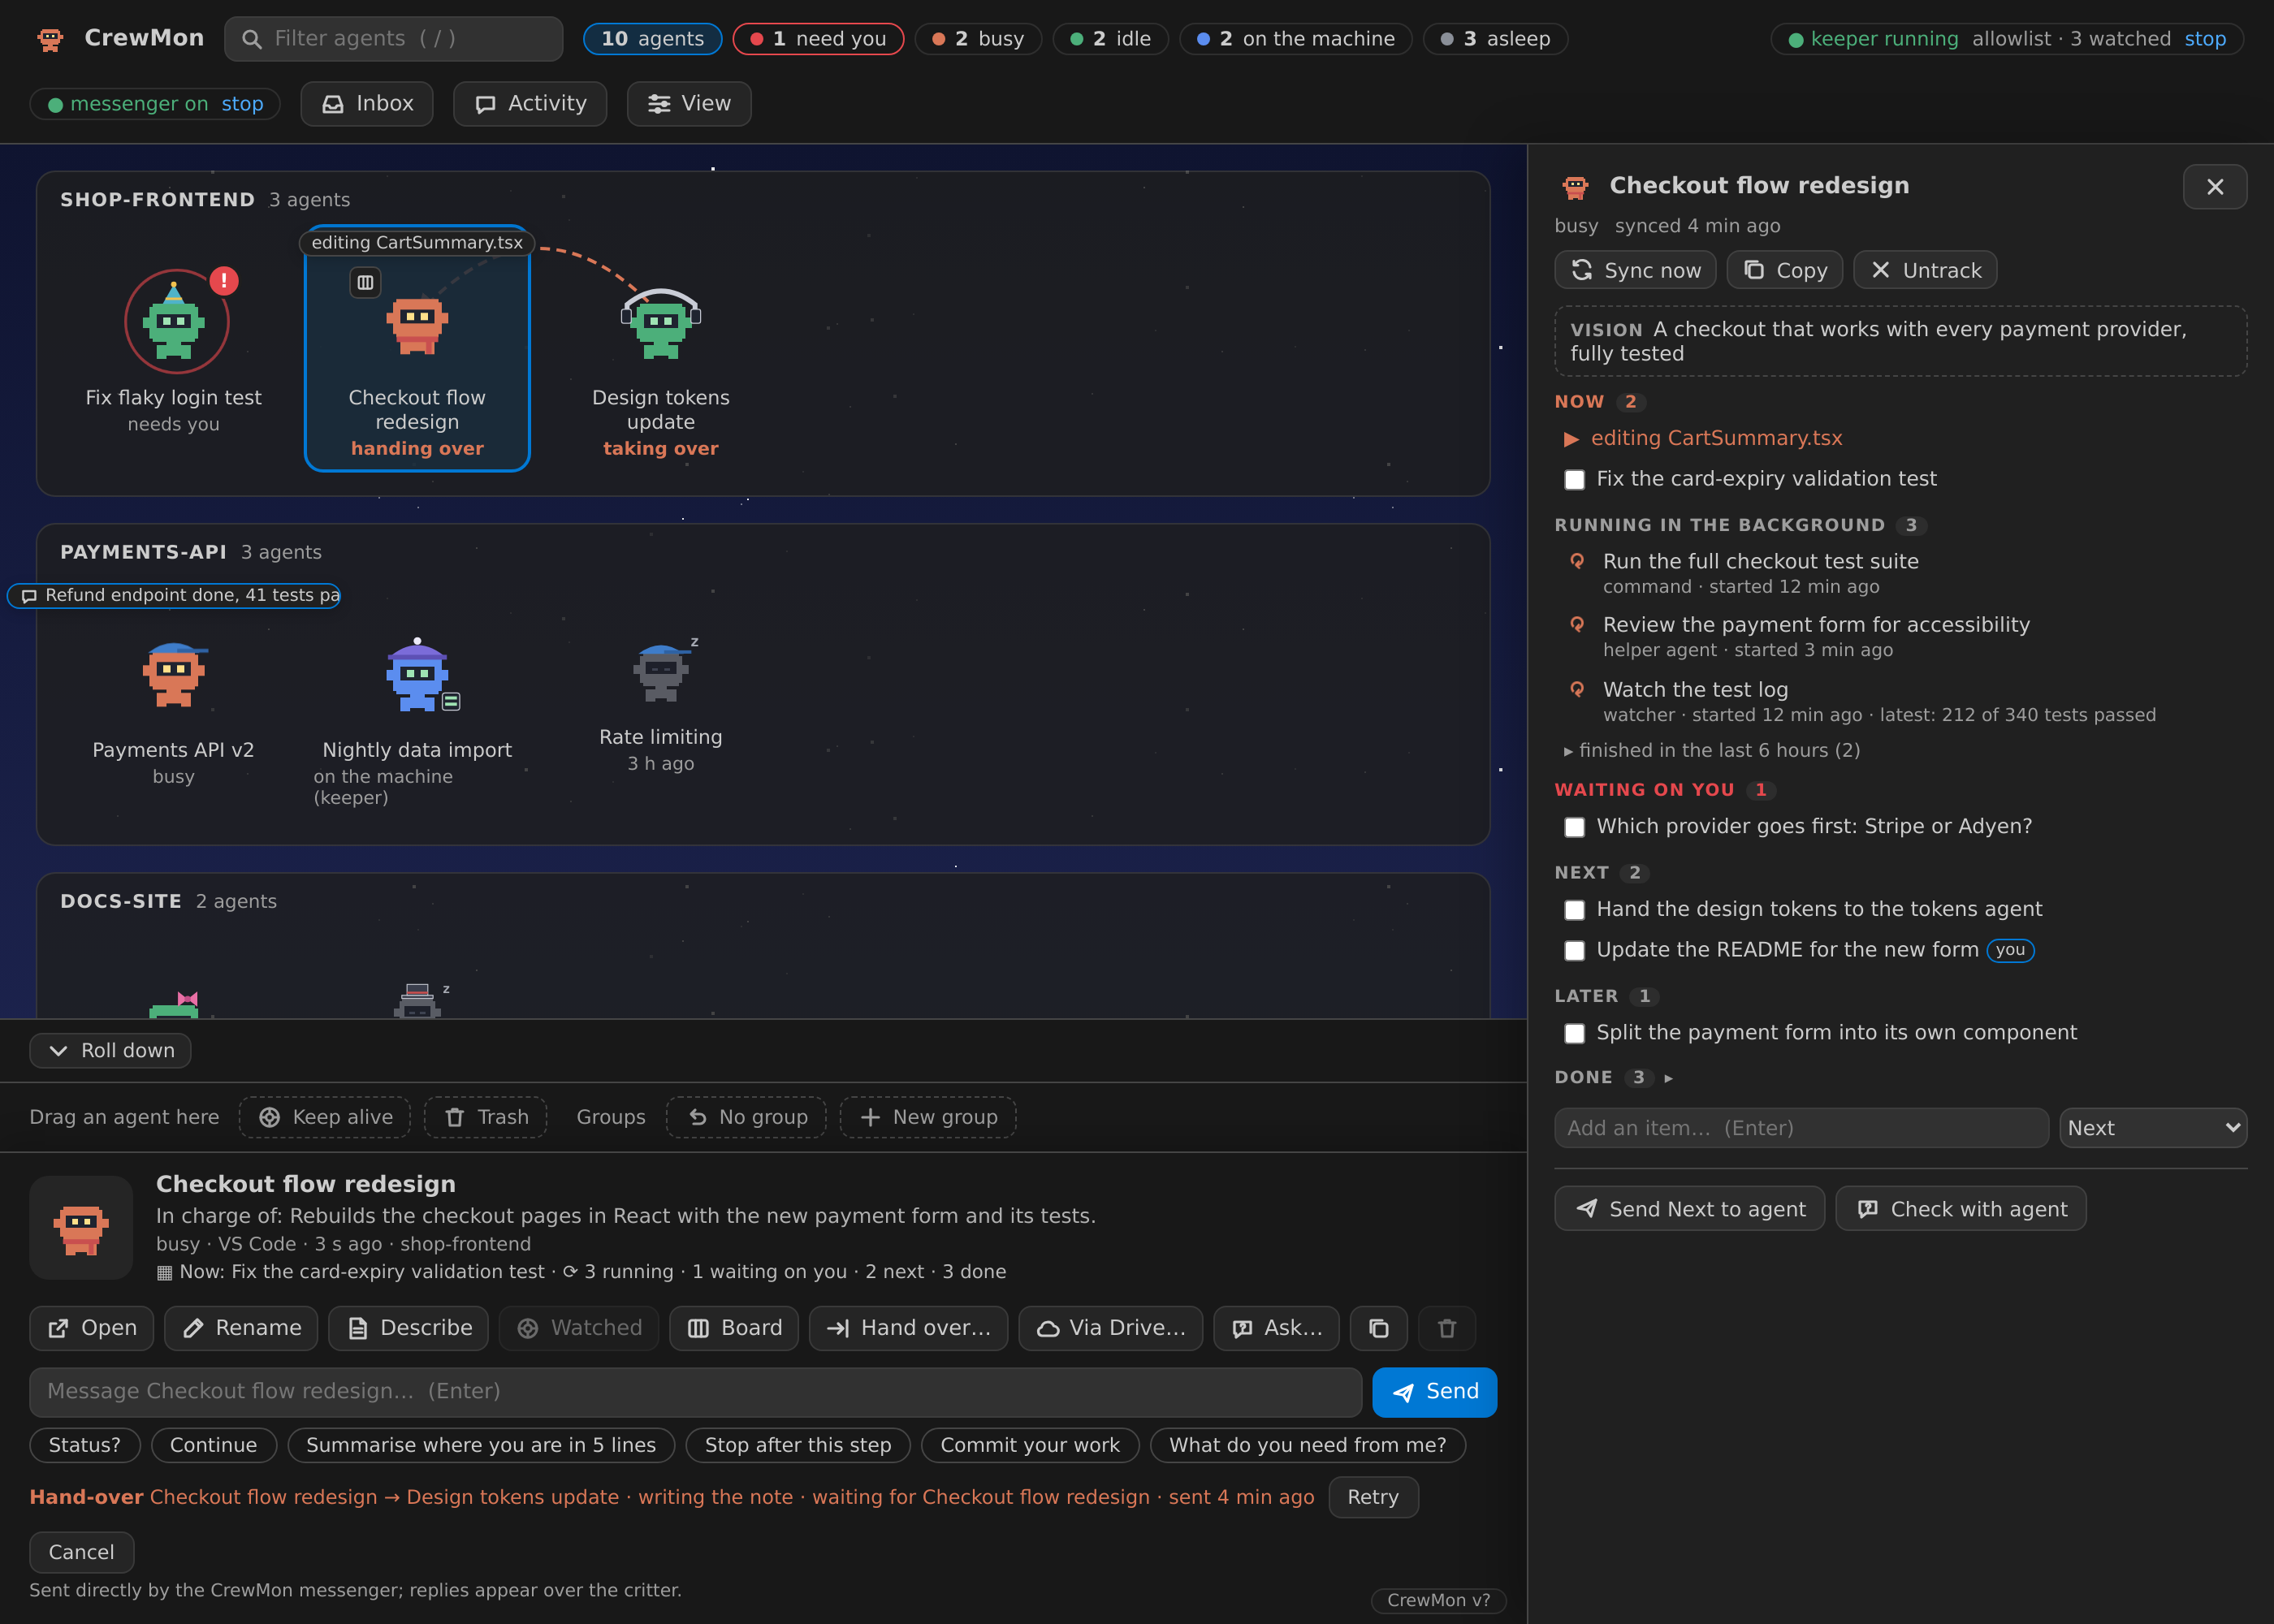 CrewMon
Filter agents ( / )
10 agents
1 need you
2 busy
2 idle
2 on the machine
3 asleep
keeper running allowlist · 3 watched stop
messenger on stop
Inbox
Activity
View
SHOP-FRONTEND 3 agents
editing CartSummary.tsx
!
Fix flaky login test
needs you
Checkout flow
redesign
handing over
Design tokens
update
taking over
PAYMENTS-API 3 agents
Refund endpoint done, 41 tests pa
z
Payments API v2
busy
Nightly data import
on the machine
(keeper)
Rate limiting
3 h ago
DOCS-SITE 2 agents
z
Roll down
Drag an agent here
Keep alive
Trash
Groups
No group
New group
Checkout flow redesign
In charge of: Rebuilds the checkout pages in React with the new payment form and its tests.
busy · VS Code · 3 s ago · shop-frontend
▦ Now: Fix the card-expiry validation test · ⟳ 3 running · 1 waiting on you · 2 next · 3 done
Open
Rename
Describe
Watched
Board
Hand over…
Via Drive…
Ask…
Message Checkout flow redesign… (Enter)
Send
Status?
Continue
Summarise where you are in 5 lines
Stop after this step
Commit your work
What do you need from me?
Hand-over Checkout flow redesign → Design tokens update · writing the note · waiting for Checkout flow redesign · sent 4 min ago
Retry
Cancel
Sent directly by the CrewMon messenger; replies appear over the critter.
CrewMon v?
Checkout flow redesign
busy synced 4 min ago
Sync now
Copy
Untrack
VISION A checkout that works with every payment provider,
fully tested
NOW 2
▶ editing CartSummary.tsx
Fix the card-expiry validation test
RUNNING IN THE BACKGROUND 3
Run the full checkout test suite
command · started 12 min ago
Review the payment form for accessibility
helper agent · started 3 min ago
Watch the test log
watcher · started 12 min ago · latest: 212 of 340 tests passed
▸ finished in the last 6 hours (2)
WAITING ON YOU 1
Which provider goes first: Stripe or Adyen?
NEXT 2
Hand the design tokens to the tokens agent
Update the README for the new form you
LATER 1
Split the payment form into its own component
DONE 3 ▸
Add an item… (Enter)
Next
Send Next to agent
Check with agent